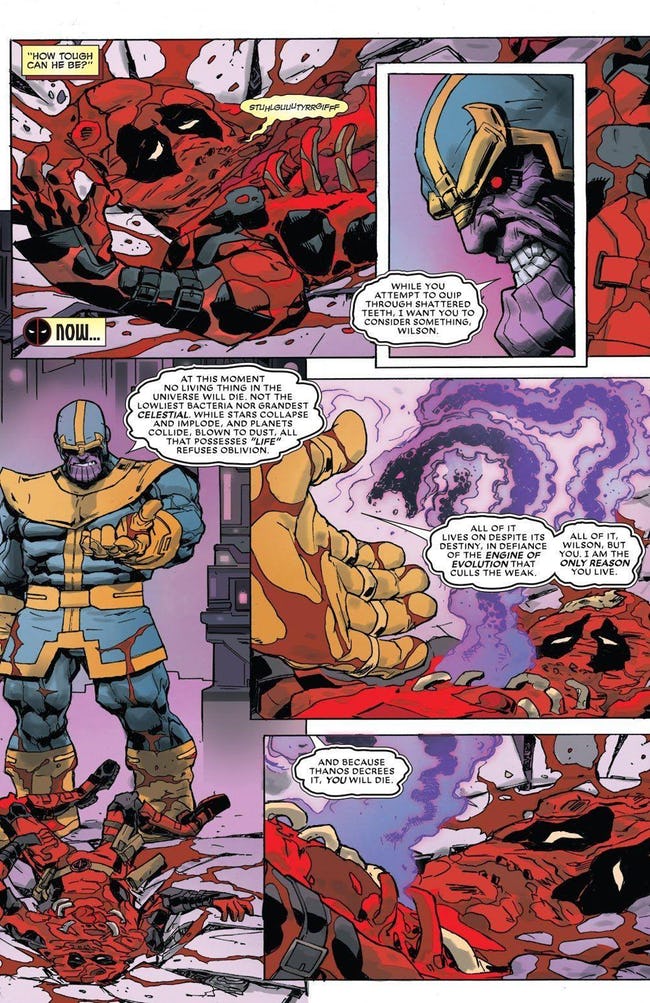 "HOW TOUGH
CAN HE BE?"
STUHLGUUUTYRRGIFFF
NOW...
WHILE YOU
ATTEMPT TO QUIP
THROUGH SHATTERED
TEETH, I WANT YOU TO
CONSIDER SOMETHING,
WILSON.
AT THIS MOMENT
NO LIVING THING IN THE
UNIVERSE WILL DIE. NOT THE
LOWLIEST BACTERIA NOR GRANDEST
CELESTIAL. WHILE STARS COLLAPSE
AND IMPLODE, AND PLANETS
COLLIDE, BLOWN TO DUST, ALL
THAT POSSESSES "LIFE"
REFUSES OBLIVION.
ALL OF IT
LIVES ON DESPITE ITS
DESTINY, IN DEFIANCE
OF THE ENGINE OF
EVOLUTION THAT
CULLS THE WEAK.
ALL OF IT,
WILSON, BUT
YOU. I AM THE
ONLY REASON
YOU LIVE.
AND BECAUSE
THANOS DECREES
IT, YOU WILL DIE.